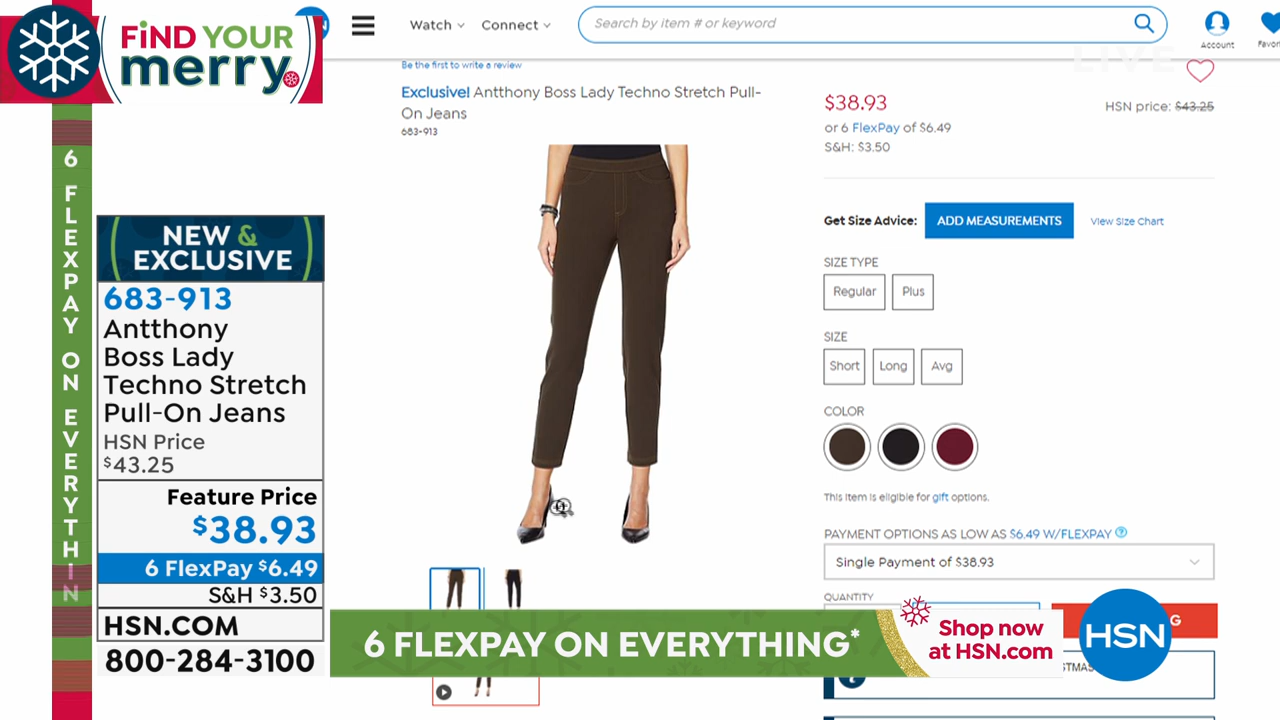 FiND YOUR
merry.
6 FLEXPAY ON EVERYTHIN
NEW &
EXCLUSIVE
683-913
Antthony
Boss Lady
Techno Stretch
Pull-On Jeans
HSN Price
$43.25
Feature Price
$38.93
6 FlexPay $6.49
S&H $3.50
HSN.COM
800-284-3100
Watch
Connect
Search by item # or keyword
Account
Favor
LIVE
Be the first to write a review
Exclusive! Antthony Boss Lady Techno Stretch Pull-
On Jeans
683-913
$38.93
HSN price: $43.25
or 6 FlexPay of $6.49
S&H: $3.50
Get Size Advice:
ADD MEASUREMENTS
View Size Chart
SIZE TYPE
Regular
Plus
SIZE
Short
Long
Avg
COLOR
This item is eligible for gift options.
PAYMENT OPTIONS AS LOW AS $6.49 W/FLEXPAY
Single Payment of $38.93
QUANTITY
6 FLEXPAY ON EVERYTHING*
Shop now
at HSN.com
HSN